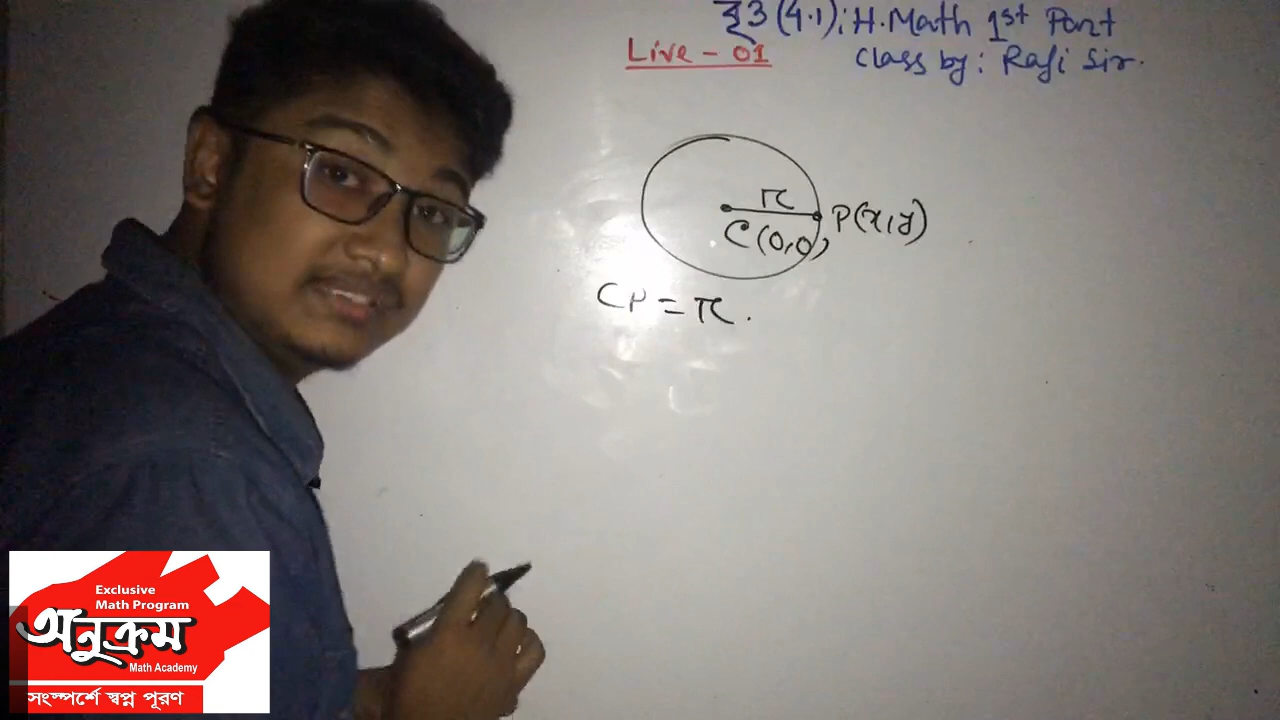 বৃত্ত (4.1): H.Math 1st Part
Live - 01
Class by: Rafi Sir.
r
C(0,0)
P(x,y)
CP = r.
Exclusive
Math Program
অনুক্রম
Math Academy
সংস্পর্শে স্বপ্ন পূরণ